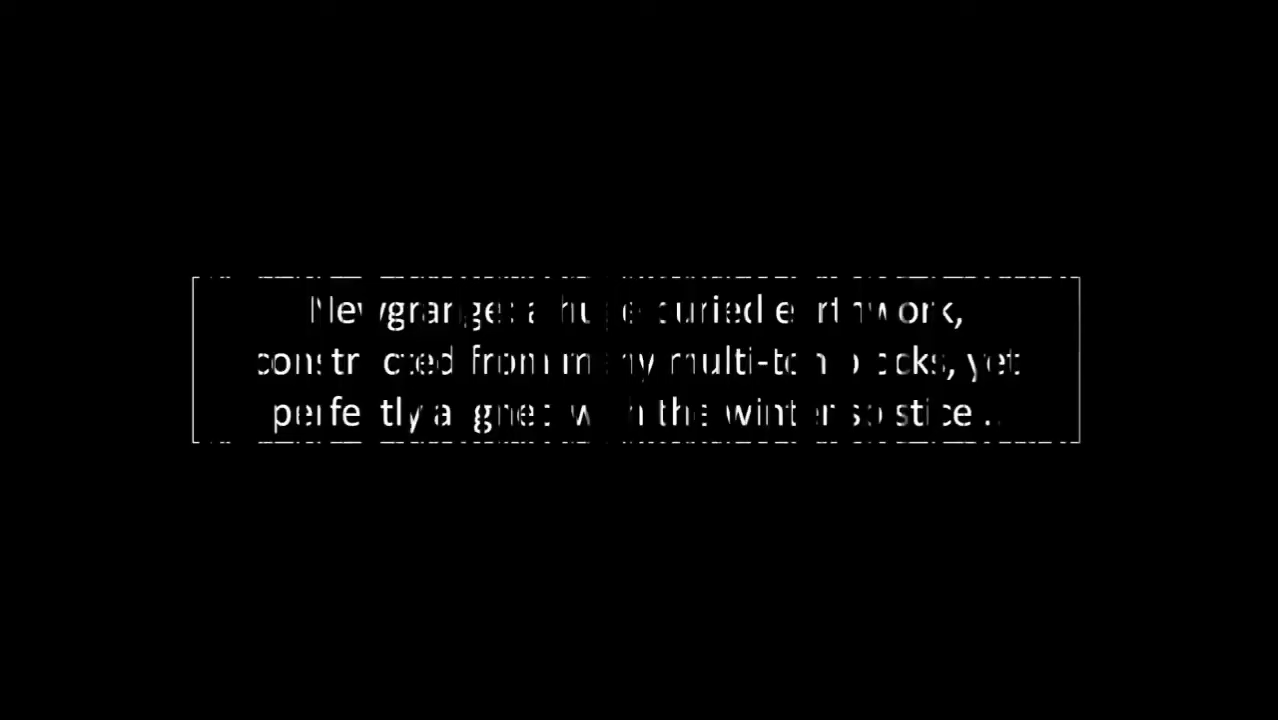 Newgrange: a huge buried earthwork,
constructed from many multi-ton blocks, yet
perfectly aligned with the winter solstice ...